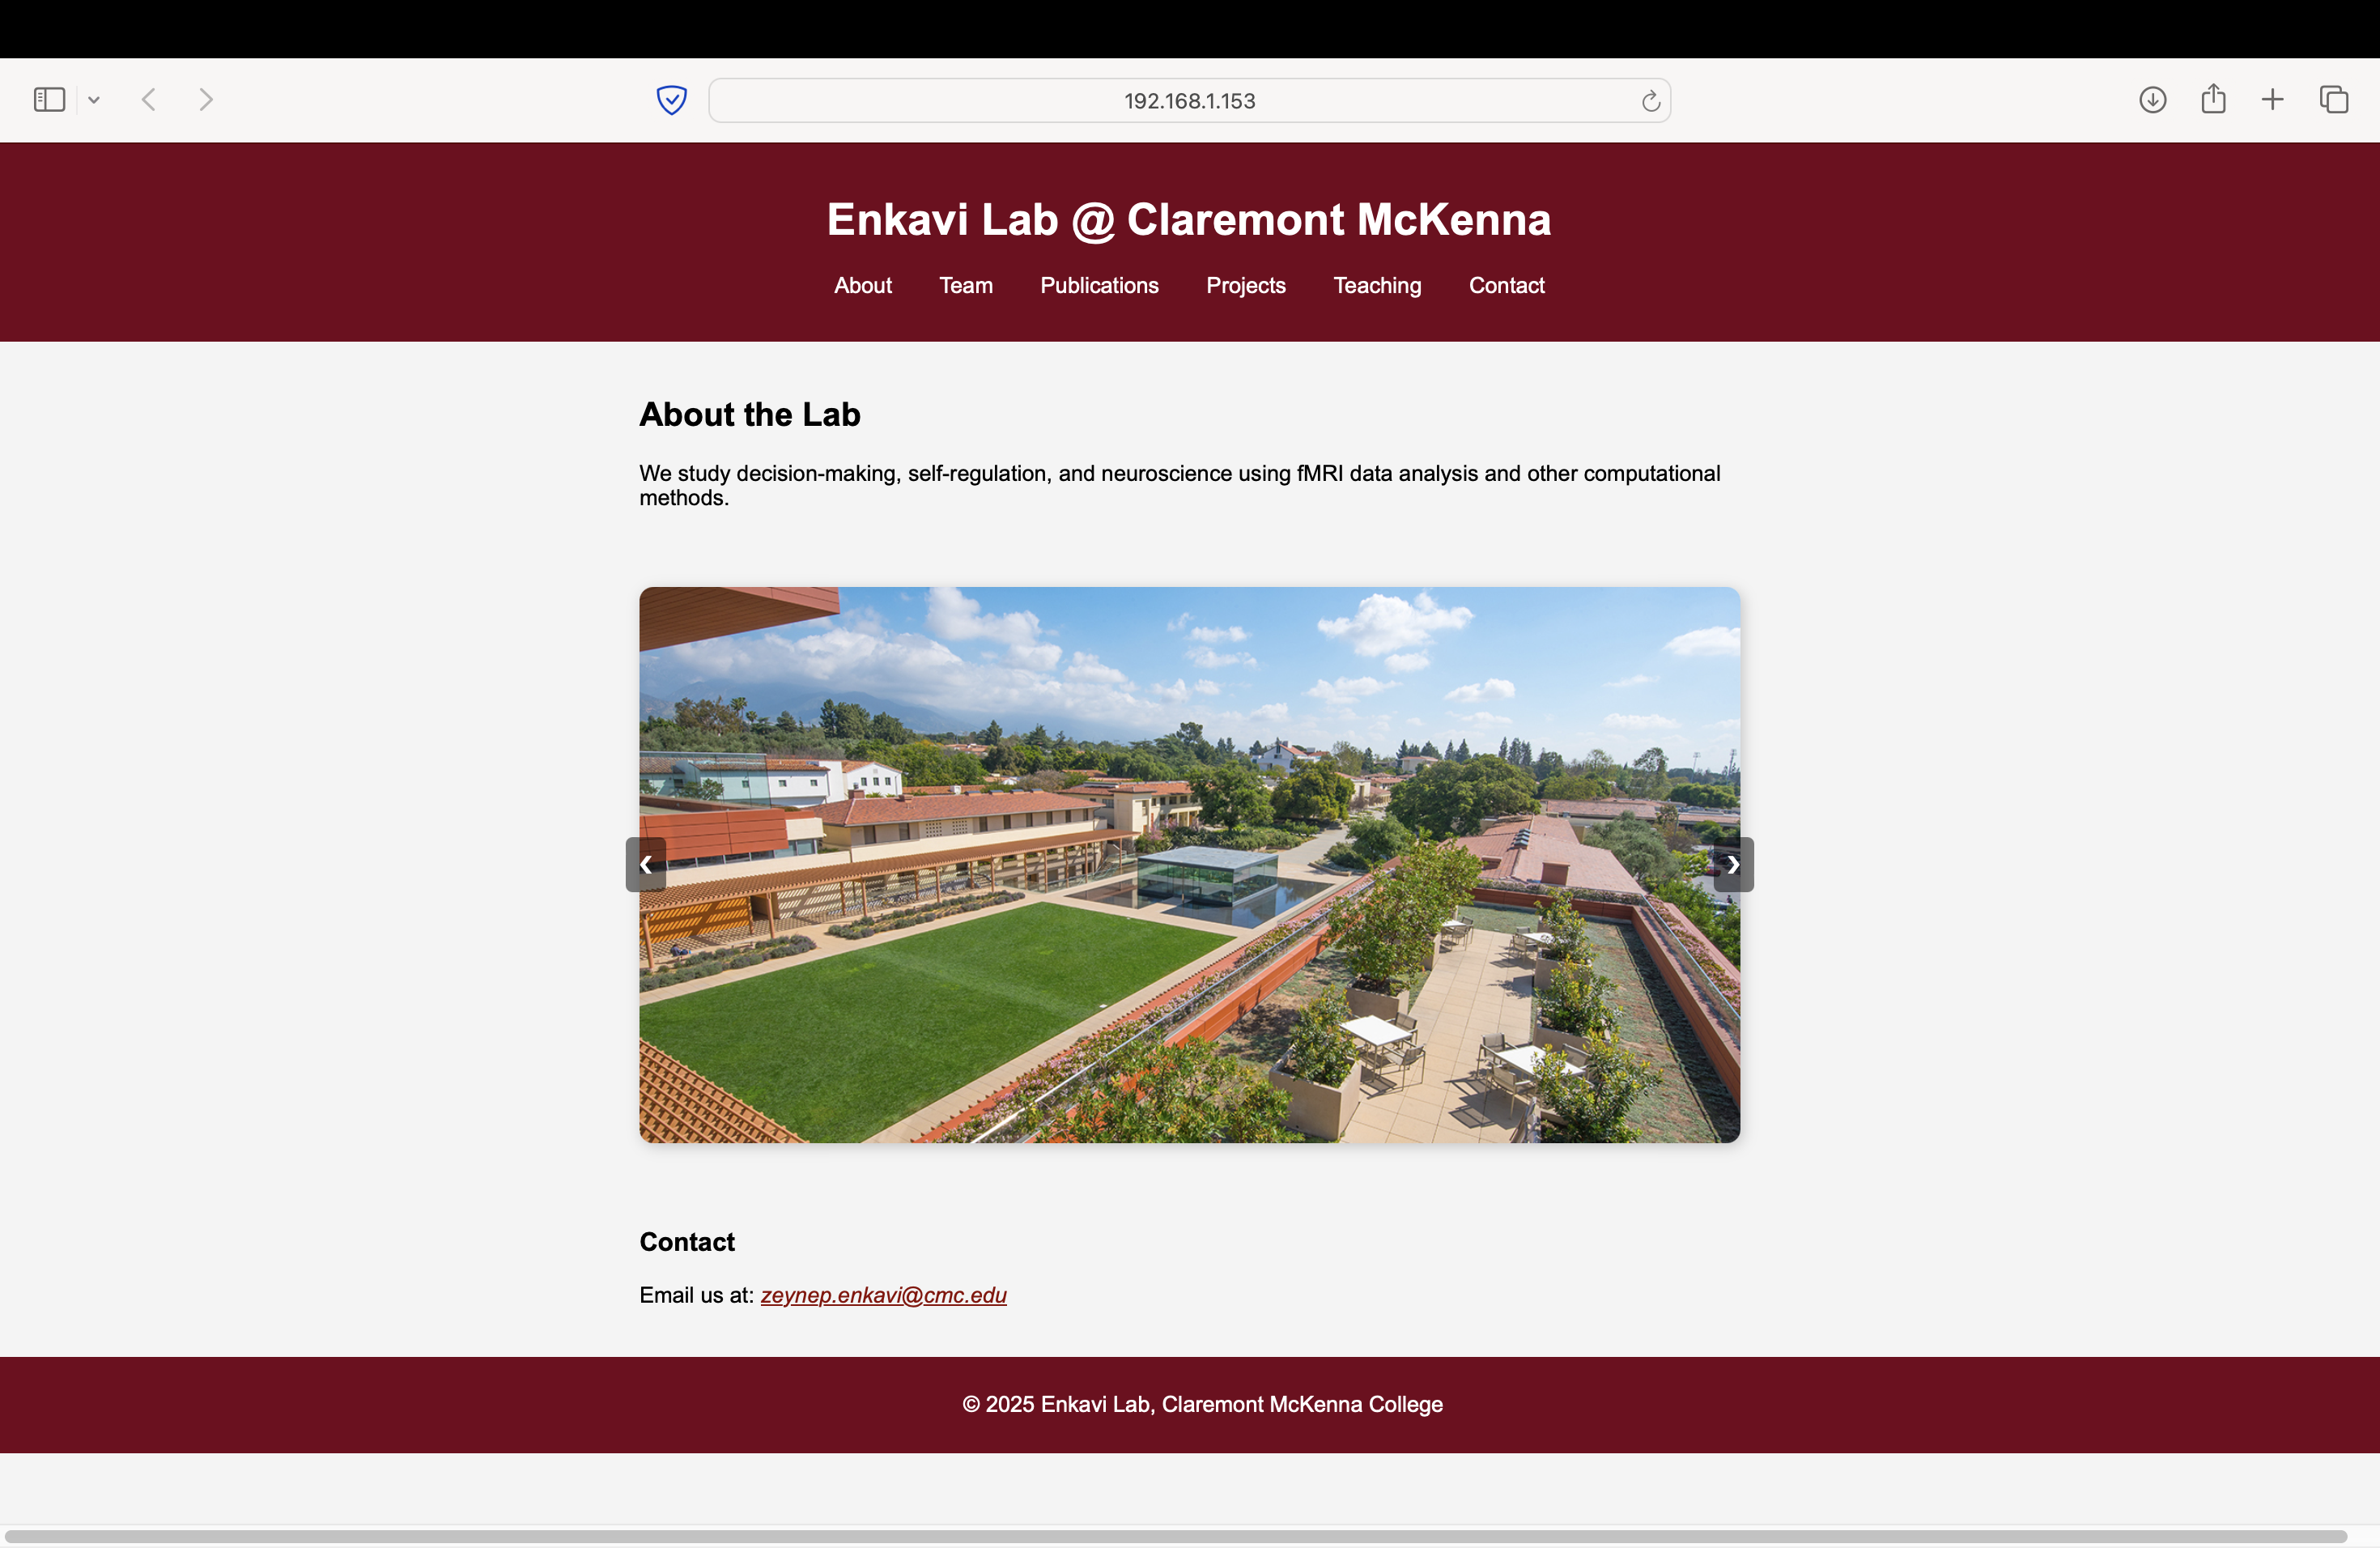 192.168.1.153
Enkavi Lab @ Claremont McKenna
About Team Publications Projects Teaching Contact
About the Lab
We study decision-making, self-regulation, and neuroscience using fMRI data analysis and other computational
methods.
❮ ❯
Contact
Email us at: zeynep.enkavi@cmc.edu
© 2025 Enkavi Lab, Claremont McKenna College